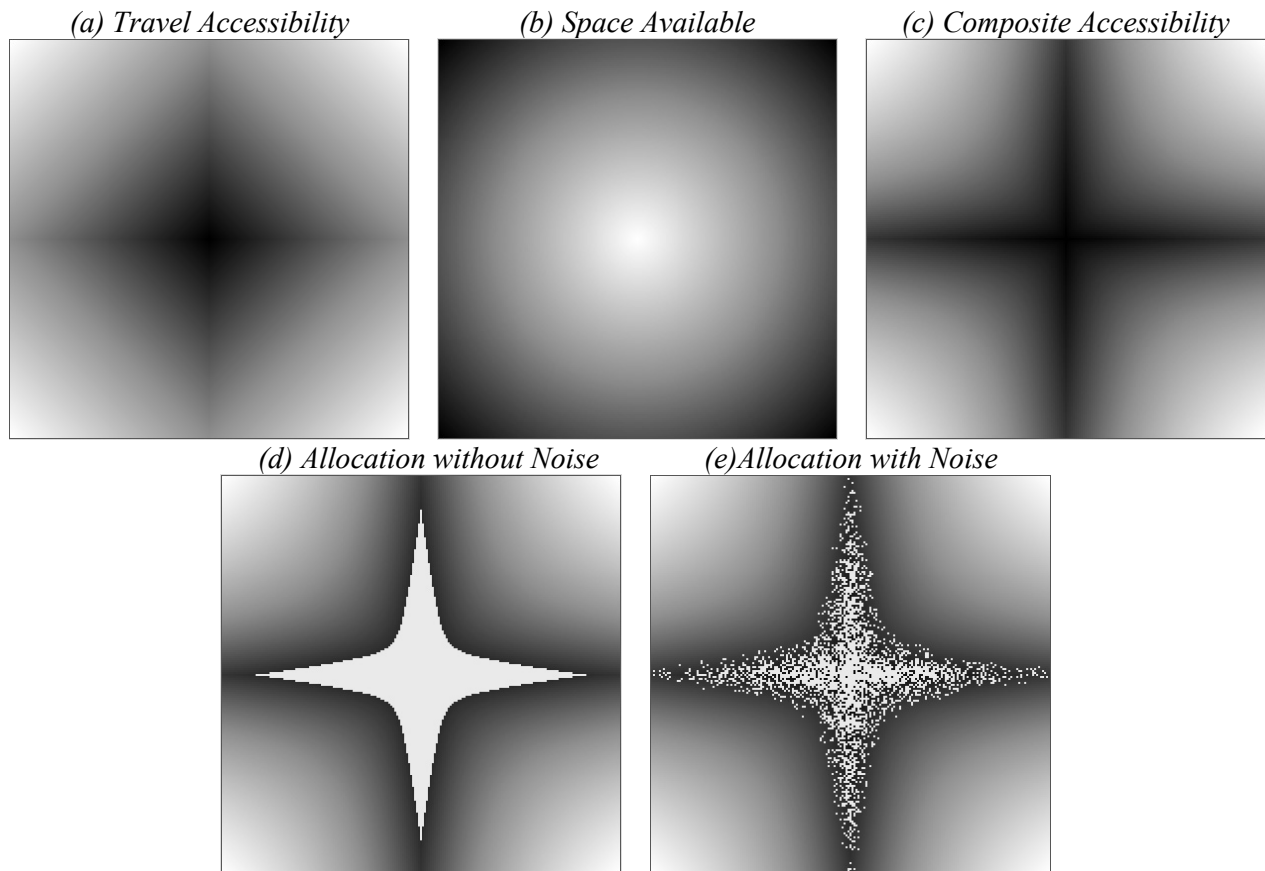 (a) Travel Accessibility
(b) Space Available
(c) Composite Accessibility
(d) Allocation without Noise
(e)Allocation with Noise